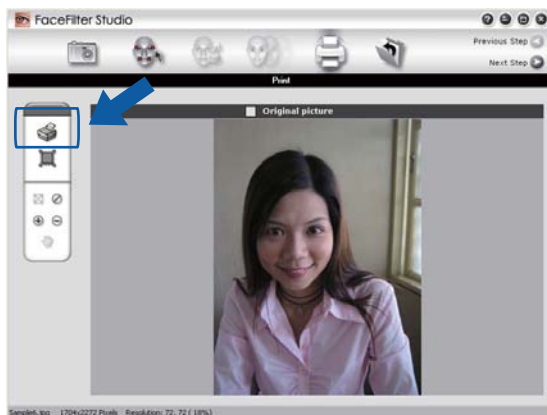 FaceFilter Studio
Previous Step
Next Step
Print
Original picture
Sample6.jpg 1704x2272 Pixels Resolution: 72, 72 ( 18%)